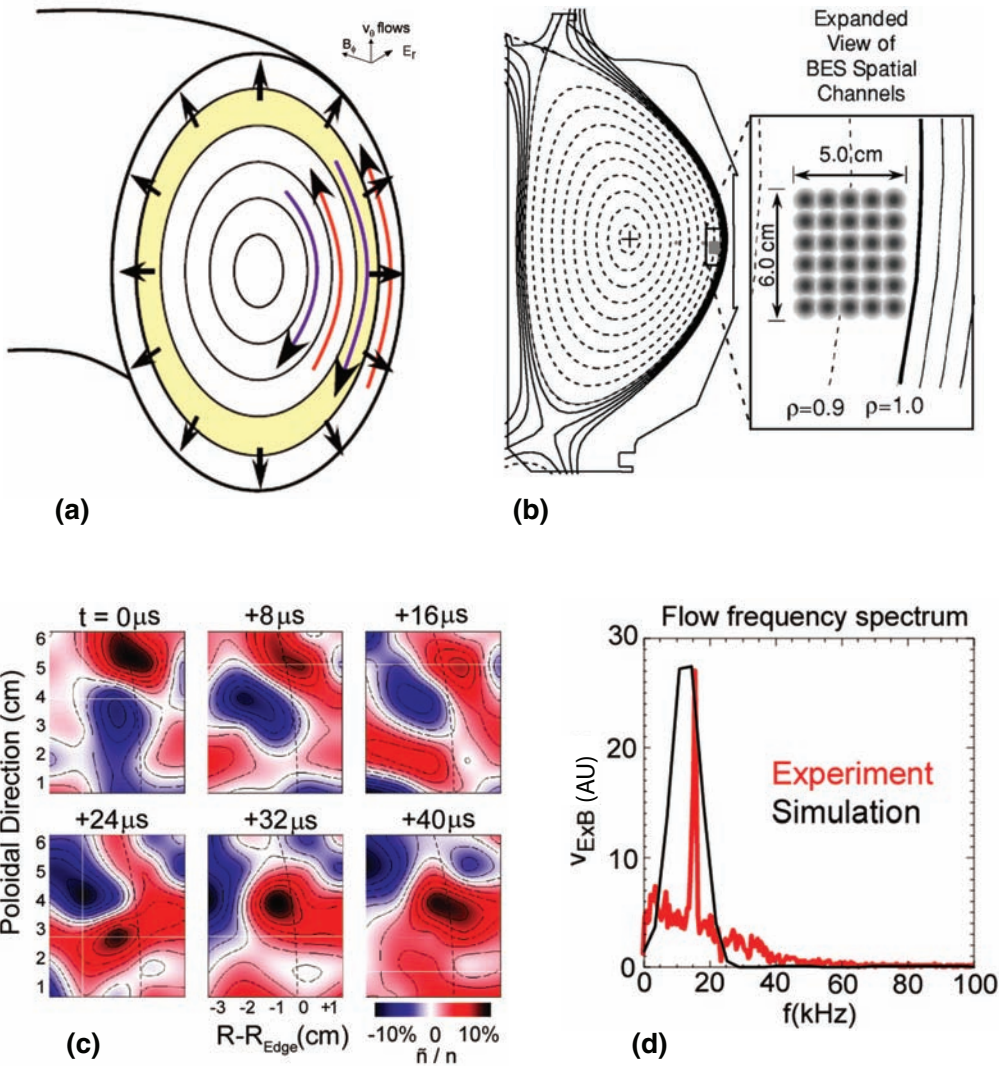 v_θ flows
B_ϕ
E_r
(a)
Expanded
View of
BES Spatial
Channels
5.0 cm
6.0 cm
ρ=0.9 ρ=1.0
(b)
t = 0µs +8µs +16µs
6
5
4
3
2
1
+24µs +32µs +40µs
6
5
4
3
2
1
Poloidal Direction (cm)
-3 -2 -1 0 +1
R-R_Edge(cm)
-10% 0 10%
ñ / n
(c)
Flow frequency spectrum
30
20
10
0
v_ExB (AU)
Experiment
Simulation
0 20 40 60 80 100
f(kHz)
(d)